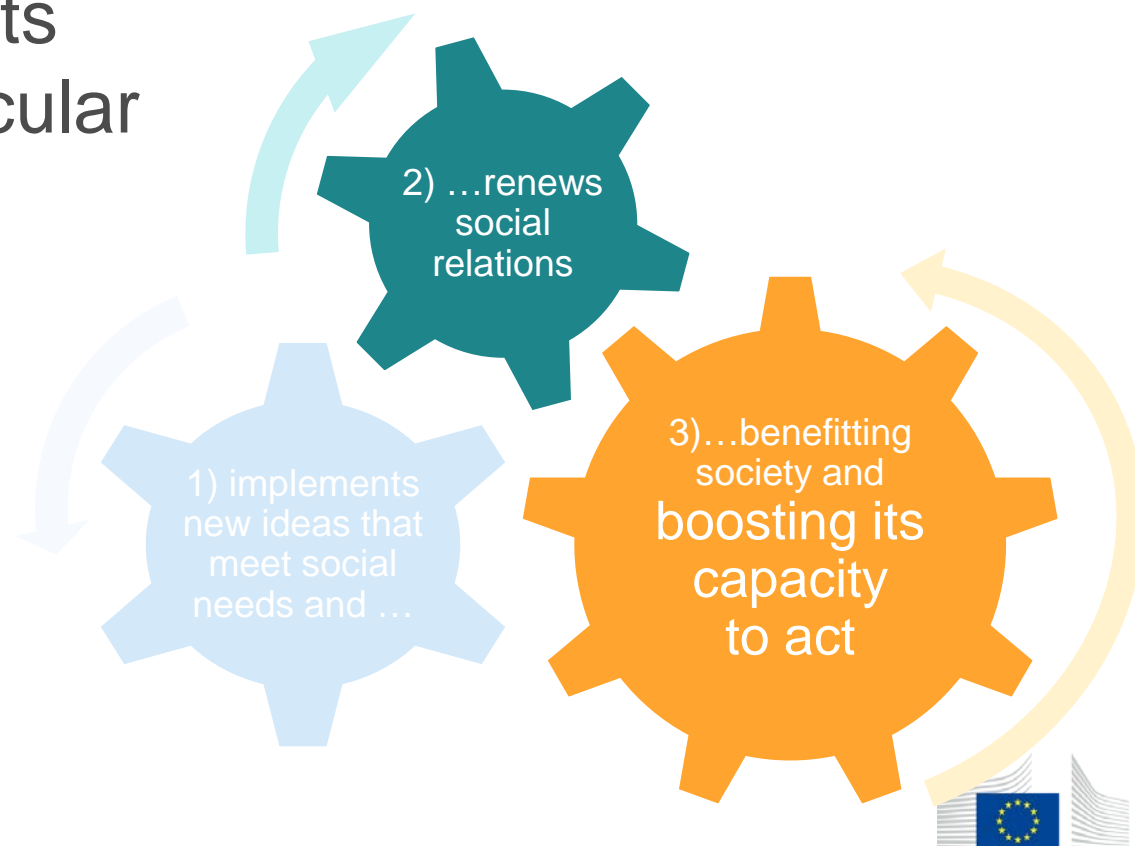 ts
cular
2) …renews
social
relations
1) implements
new ideas that
meet social
needs and …
3)…benefitting
society and
boosting its
capacity
to act